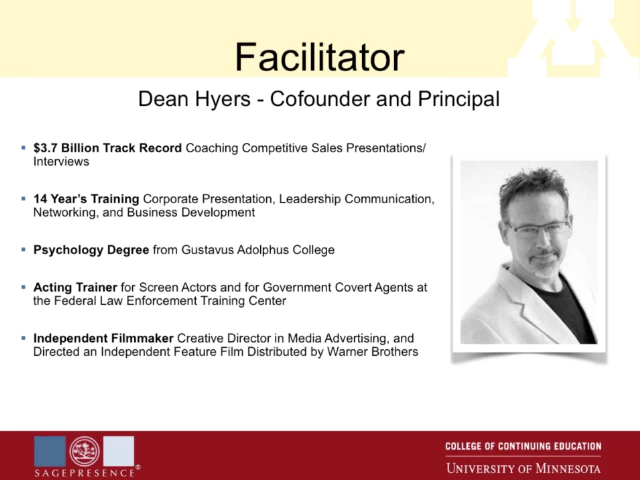 Facilitator
Dean Hyers - Cofounder and Principal
$3.7 Billion Track Record Coaching Competitive Sales Presentations/
Interviews
14 Year's Training Corporate Presentation, Leadership Communication,
Networking, and Business Development
Psychology Degree from Gustavus Adolphus College
Acting Trainer for Screen Actors and for Government Covert Agents at
the Federal Law Enforcement Training Center
Independent Filmmaker Creative Director in Media Advertising, and
Directed an Independent Feature Film Distributed by Warner Brothers
SAGEPRESENCE®
COLLEGE OF CONTINUING EDUCATION
UNIVERSITY OF MINNESOTA